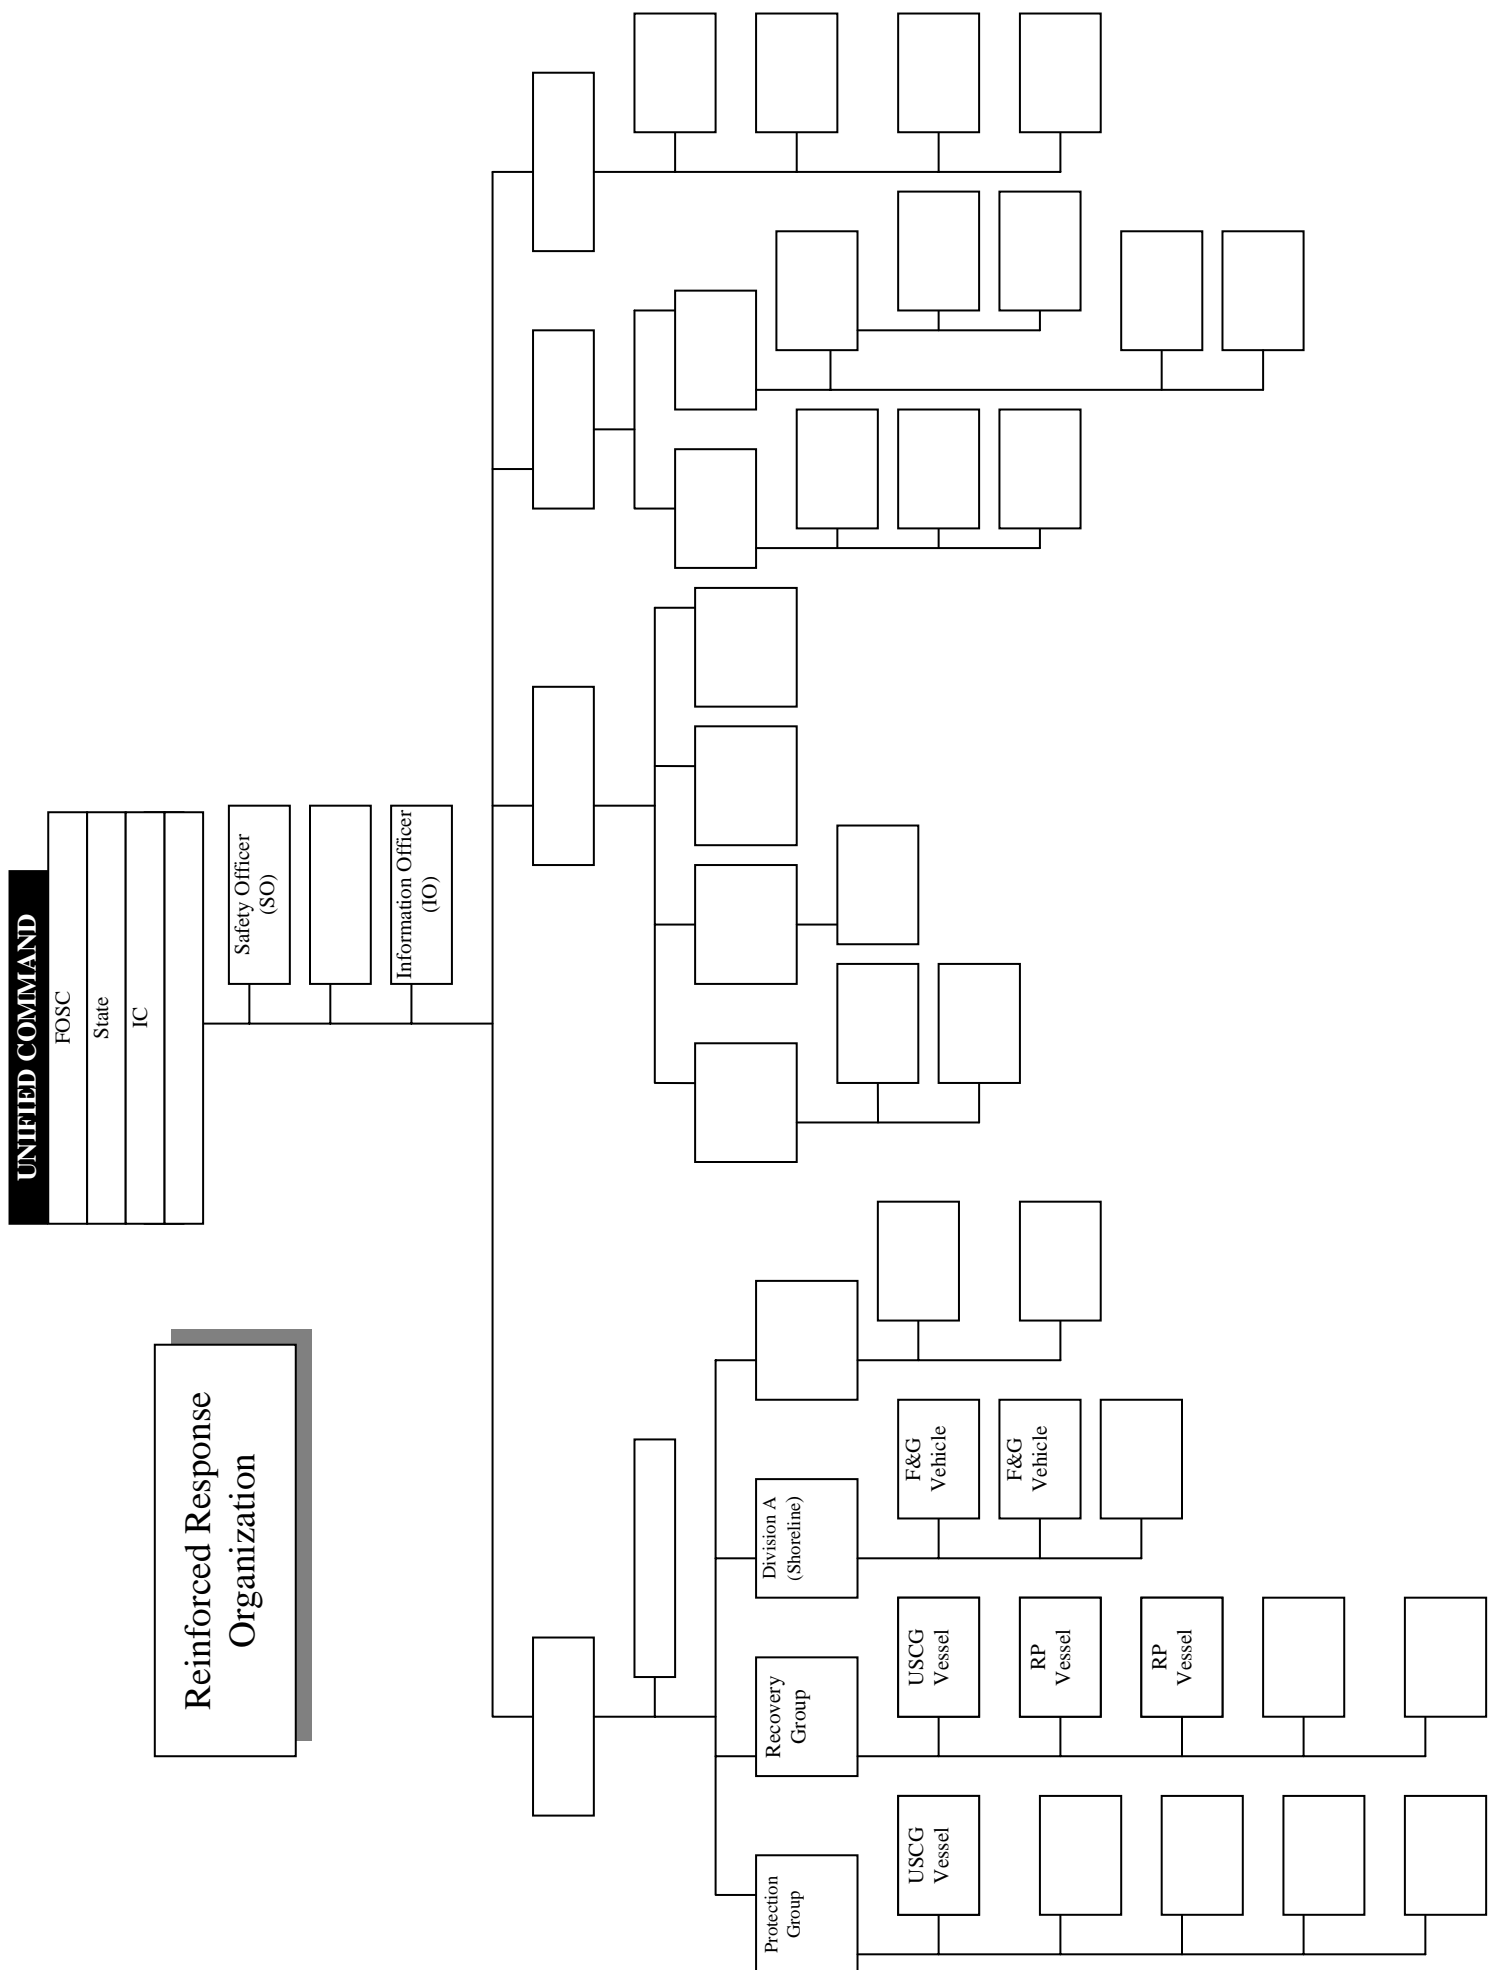 UNIFIED COMMAND
FOSC
State
IC
Reinforced Response
Organization
Safety Officer
(SO)
Information Officer
(IO)
Protection
Group
Recovery
Group
Division A
(Shoreline)
USCG
Vessel
USCG
Vessel
RP
Vessel
RP
Vessel
F&G
Vehicle
F&G
Vehicle